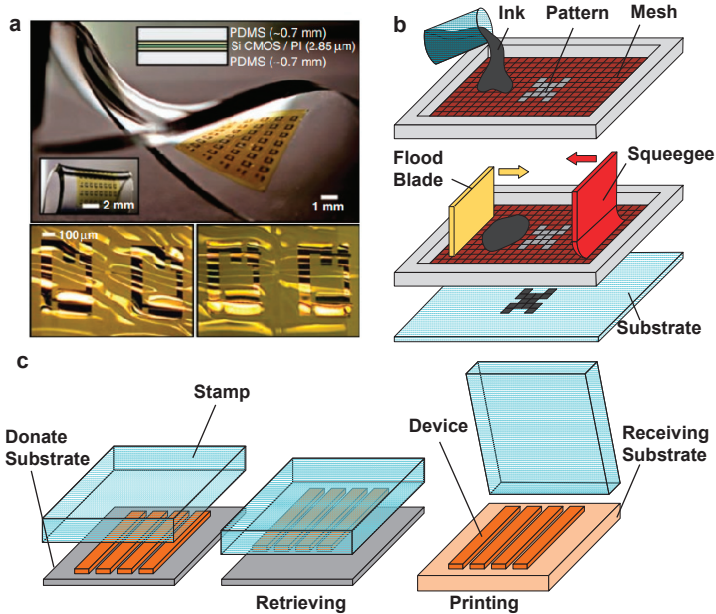 a
PDMS (~0.7 mm)
Si CMOS / PI (2.85 μm)
PDMS (~0.7 mm)
2 mm
1 mm
100 μm
b
Ink
Pattern
Mesh
Flood
Blade
Squeegee
Substrate
c
Stamp
Donate
Substrate
Device
Receiving
Substrate
Retrieving
Printing